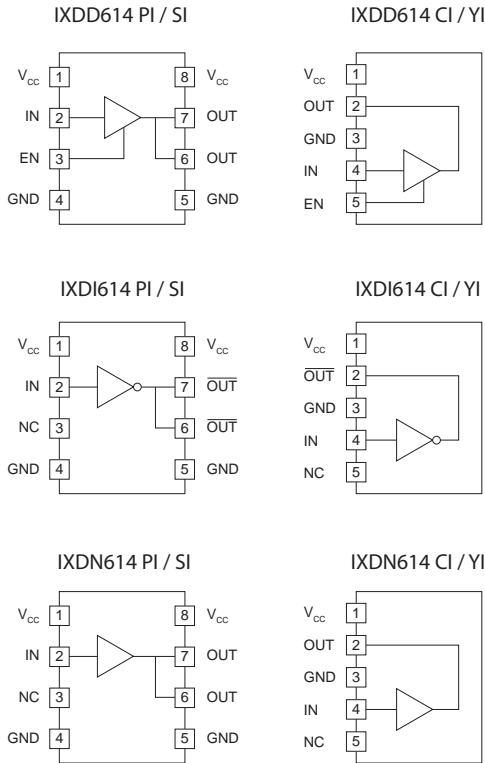 IXDD614 PI / SI
VCC 1 8 VCC
IN 2 7 OUT
EN 3 6 OUT
GND 4 5 GND
IXDD614 CI / YI
VCC 1
OUT 2
GND 3
IN 4
EN 5
IXDI614 PI / SI
VCC 1 8 VCC
IN 2 7 O̅U̅T̅
NC 3 6 O̅U̅T̅
GND 4 5 GND
IXDI614 CI / YI
VCC 1
O̅U̅T̅ 2
GND 3
IN 4
NC 5
IXDN614 PI / SI
VCC 1 8 VCC
IN 2 7 OUT
NC 3 6 OUT
GND 4 5 GND
IXDN614 CI / YI
VCC 1
OUT 2
GND 3
IN 4
NC 5